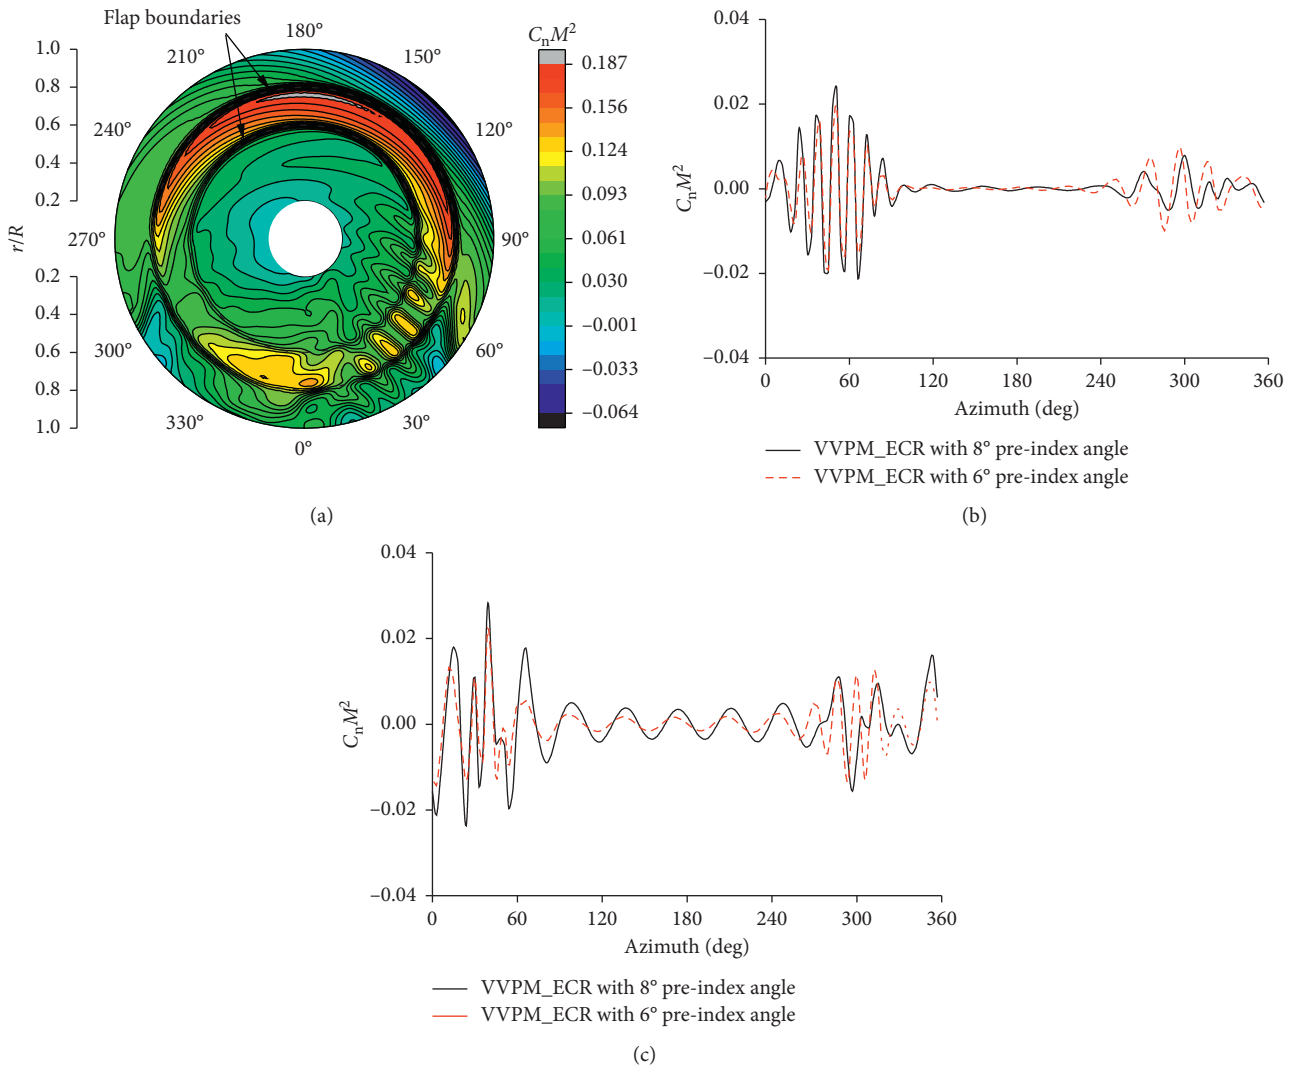 Flap boundaries
1.0
0.8
0.6
0.4
0.2
0.2
0.4
0.6
0.8
1.0
r/R
180°
150°
120°
90°
60°
30°
0°
330°
300°
270°
240°
210°
CnM²
0.187
0.156
0.124
0.093
0.061
0.030
−0.001
−0.033
−0.064
(a)
0.04
0.02
0.00
−0.02
−0.04
CnM²
0 60 120 180 240 300 360
Azimuth (deg)
VVPM_ECR with 8° pre-index angle
VVPM_ECR with 6° pre-index angle
(b)
0.04
0.02
0.00
−0.02
−0.04
CnM²
0 60 120 180 240 300 360
Azimuth (deg)
VVPM_ECR with 8° pre-index angle
VVPM_ECR with 6° pre-index angle
(c)